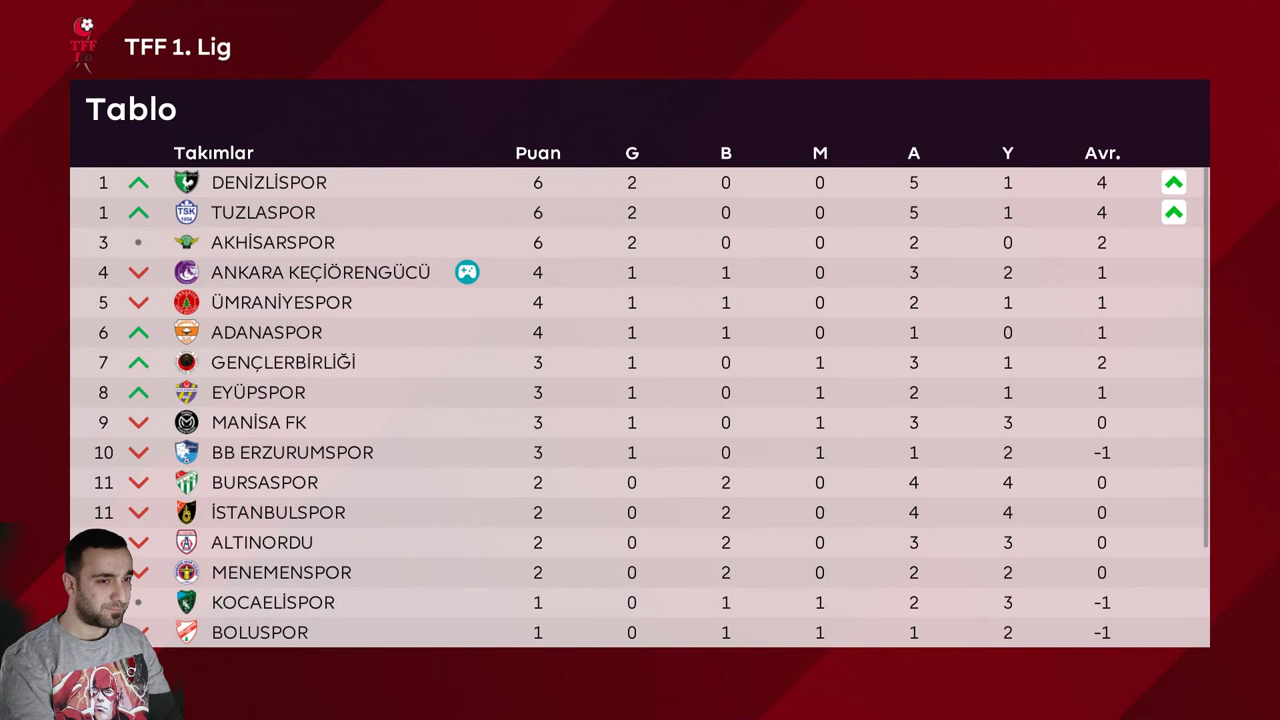 TFF 1. Lig
Tablo
Takımlar Puan G B M A Y Avr.
1 DENİZLİSPOR 6 2 0 0 5 1 4
1 TUZLASPOR 6 2 0 0 5 1 4
3 AKHİSARSPOR 6 2 0 0 2 0 2
4 ANKARA KEÇİÖRENGÜCÜ 4 1 1 0 3 2 1
5 ÜMRANİYESPOR 4 1 1 0 2 1 1
6 ADANASPOR 4 1 1 0 1 0 1
7 GENÇLERBİRLİĞİ 3 1 0 1 3 1 2
8 EYÜPSPOR 3 1 0 1 2 1 1
9 MANİSA FK 3 1 0 1 3 3 0
10 BB ERZURUMSPOR 3 1 0 1 1 2 -1
11 BURSASPOR 2 0 2 0 4 4 0
11 İSTANBULSPOR 2 0 2 0 4 4 0
ALTINORDU 2 0 2 0 3 3 0
MENEMENSPOR 2 0 2 0 2 2 0
KOCAELİSPOR 1 0 1 1 2 3 -1
BOLUSPOR 1 0 1 1 1 2 -1